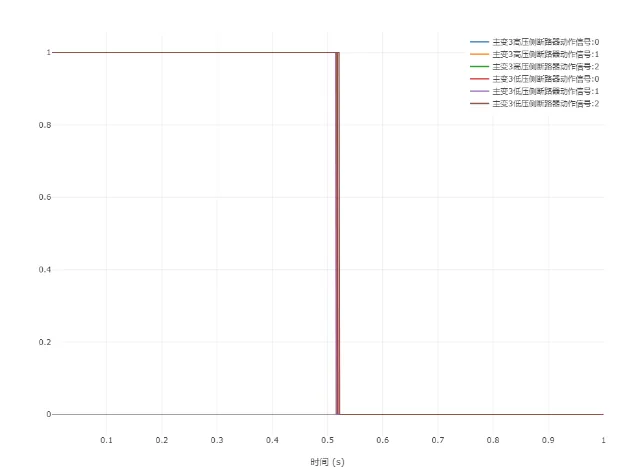 主变3高压侧断路器动作信号:0
主变3高压侧断路器动作信号:1
主变3高压侧断路器动作信号:2
主变3低压侧断路器动作信号:0
主变3低压侧断路器动作信号:1
主变3低压侧断路器动作信号:2
1
0.8
0.6
0.4
0.2
0
0.1 0.2 0.3 0.4 0.5 0.6 0.7 0.8 0.9 1
时间 (s)